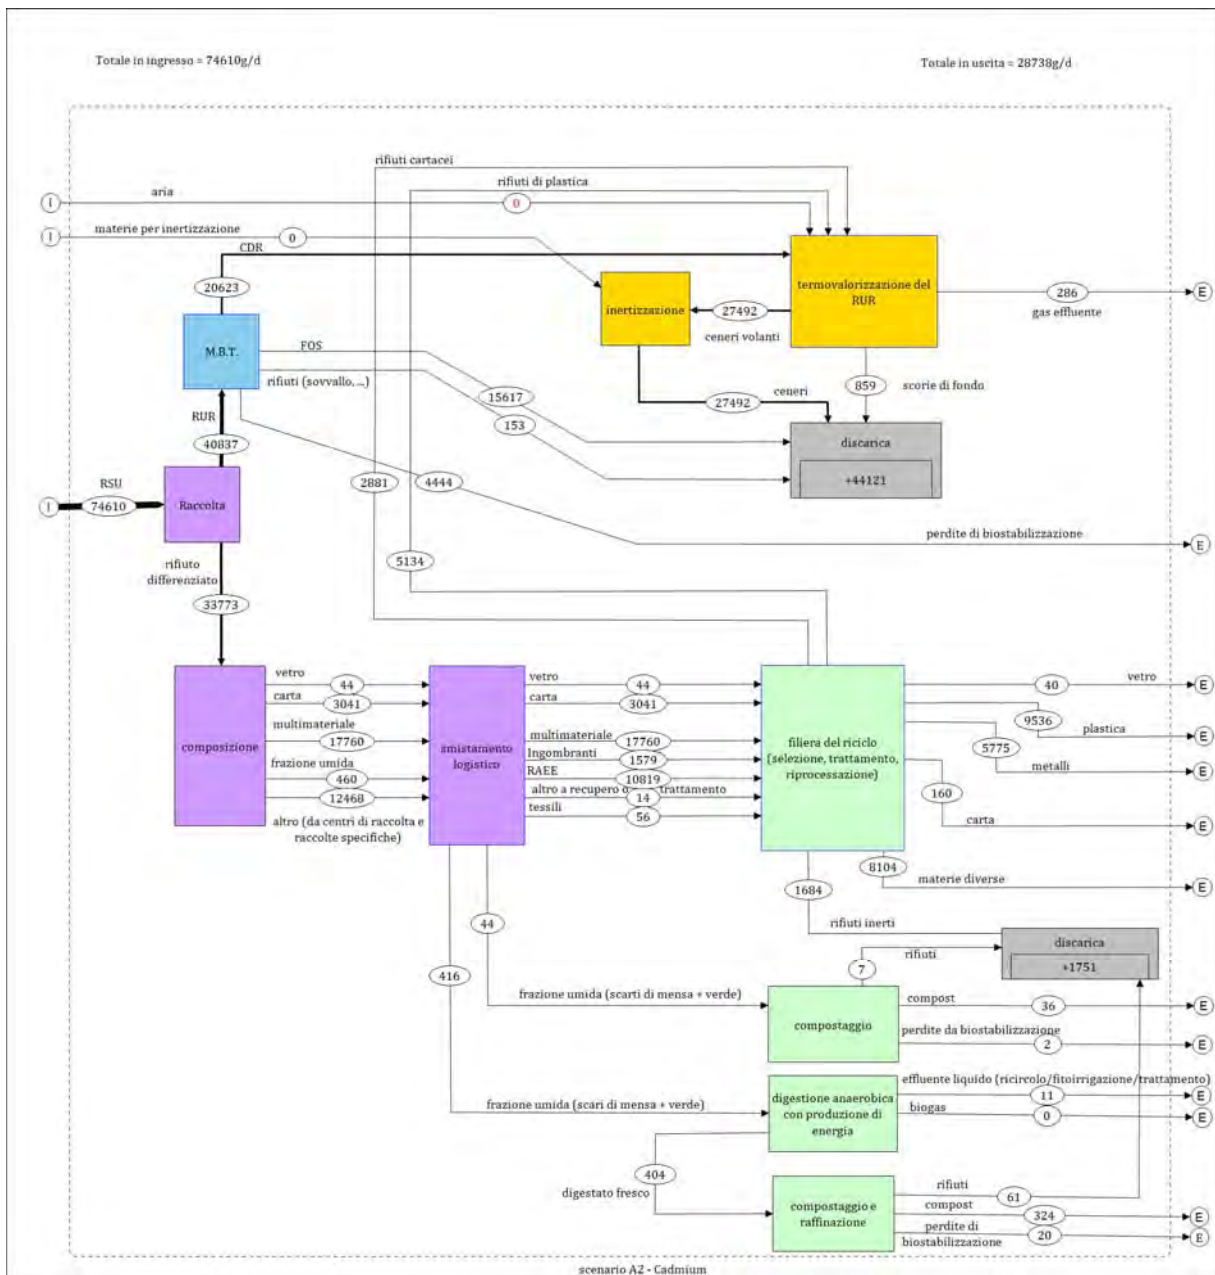 Totale in ingresso = 74610g/d
Totale in uscita = 28738g/d
rifiuti cartacei
rifiuti di plastica
aria
I
0
materie per inertizzazione
I
0
CDR
20623
termovalorizzazione del
RUR
286
E
gas effluente
inertizzazione
27492
ceneri volanti
M.B.T.
FOS
rifiuti (sovvallo, ...)
859
scorie di fondo
ceneri
15617
27492
153
RUR
40837
discarica
+44121
RSU
I
74610
Raccolta
2881
4444
perdite di biostabilizzazione
E
5134
rifiuto
differenziato
33773
vetro
44
carta
3041
multimateriale
17760
composizione
frazione umida
460
12468
altro (da centri di raccolta e
raccolte specifiche)
smistamento
logistico
vetro
44
carta
3041
multimateriale
17760
Ingombranti
1579
RAEE
10819
altro a recupero o trattamento
14
tessili
56
filiera del riciclo
(selezione, trattamento,
riprocessazione)
40
vetro
E
9536
plastica
E
5775
metalli
E
160
carta
E
8104
materie diverse
E
1684
rifiuti inerti
44
416
discarica
+1751
rifiuti
7
frazione umida (scarti di mensa + verde)
compostaggio
compost
36
E
perdite da biostabilizzazione
2
E
effluente liquido (ricircolo/fitoirrigazione/trattamento)
11
E
frazione umida (scari di mensa + verde)
digestione anaerobica
con produzione di
energia
biogas
0
E
404
digestato fresco
compostaggio e
raffinazione
rifiuti
61
compost
324
E
perdite di
biostabilizzazione
20
E
scenario A2 - Cadmium